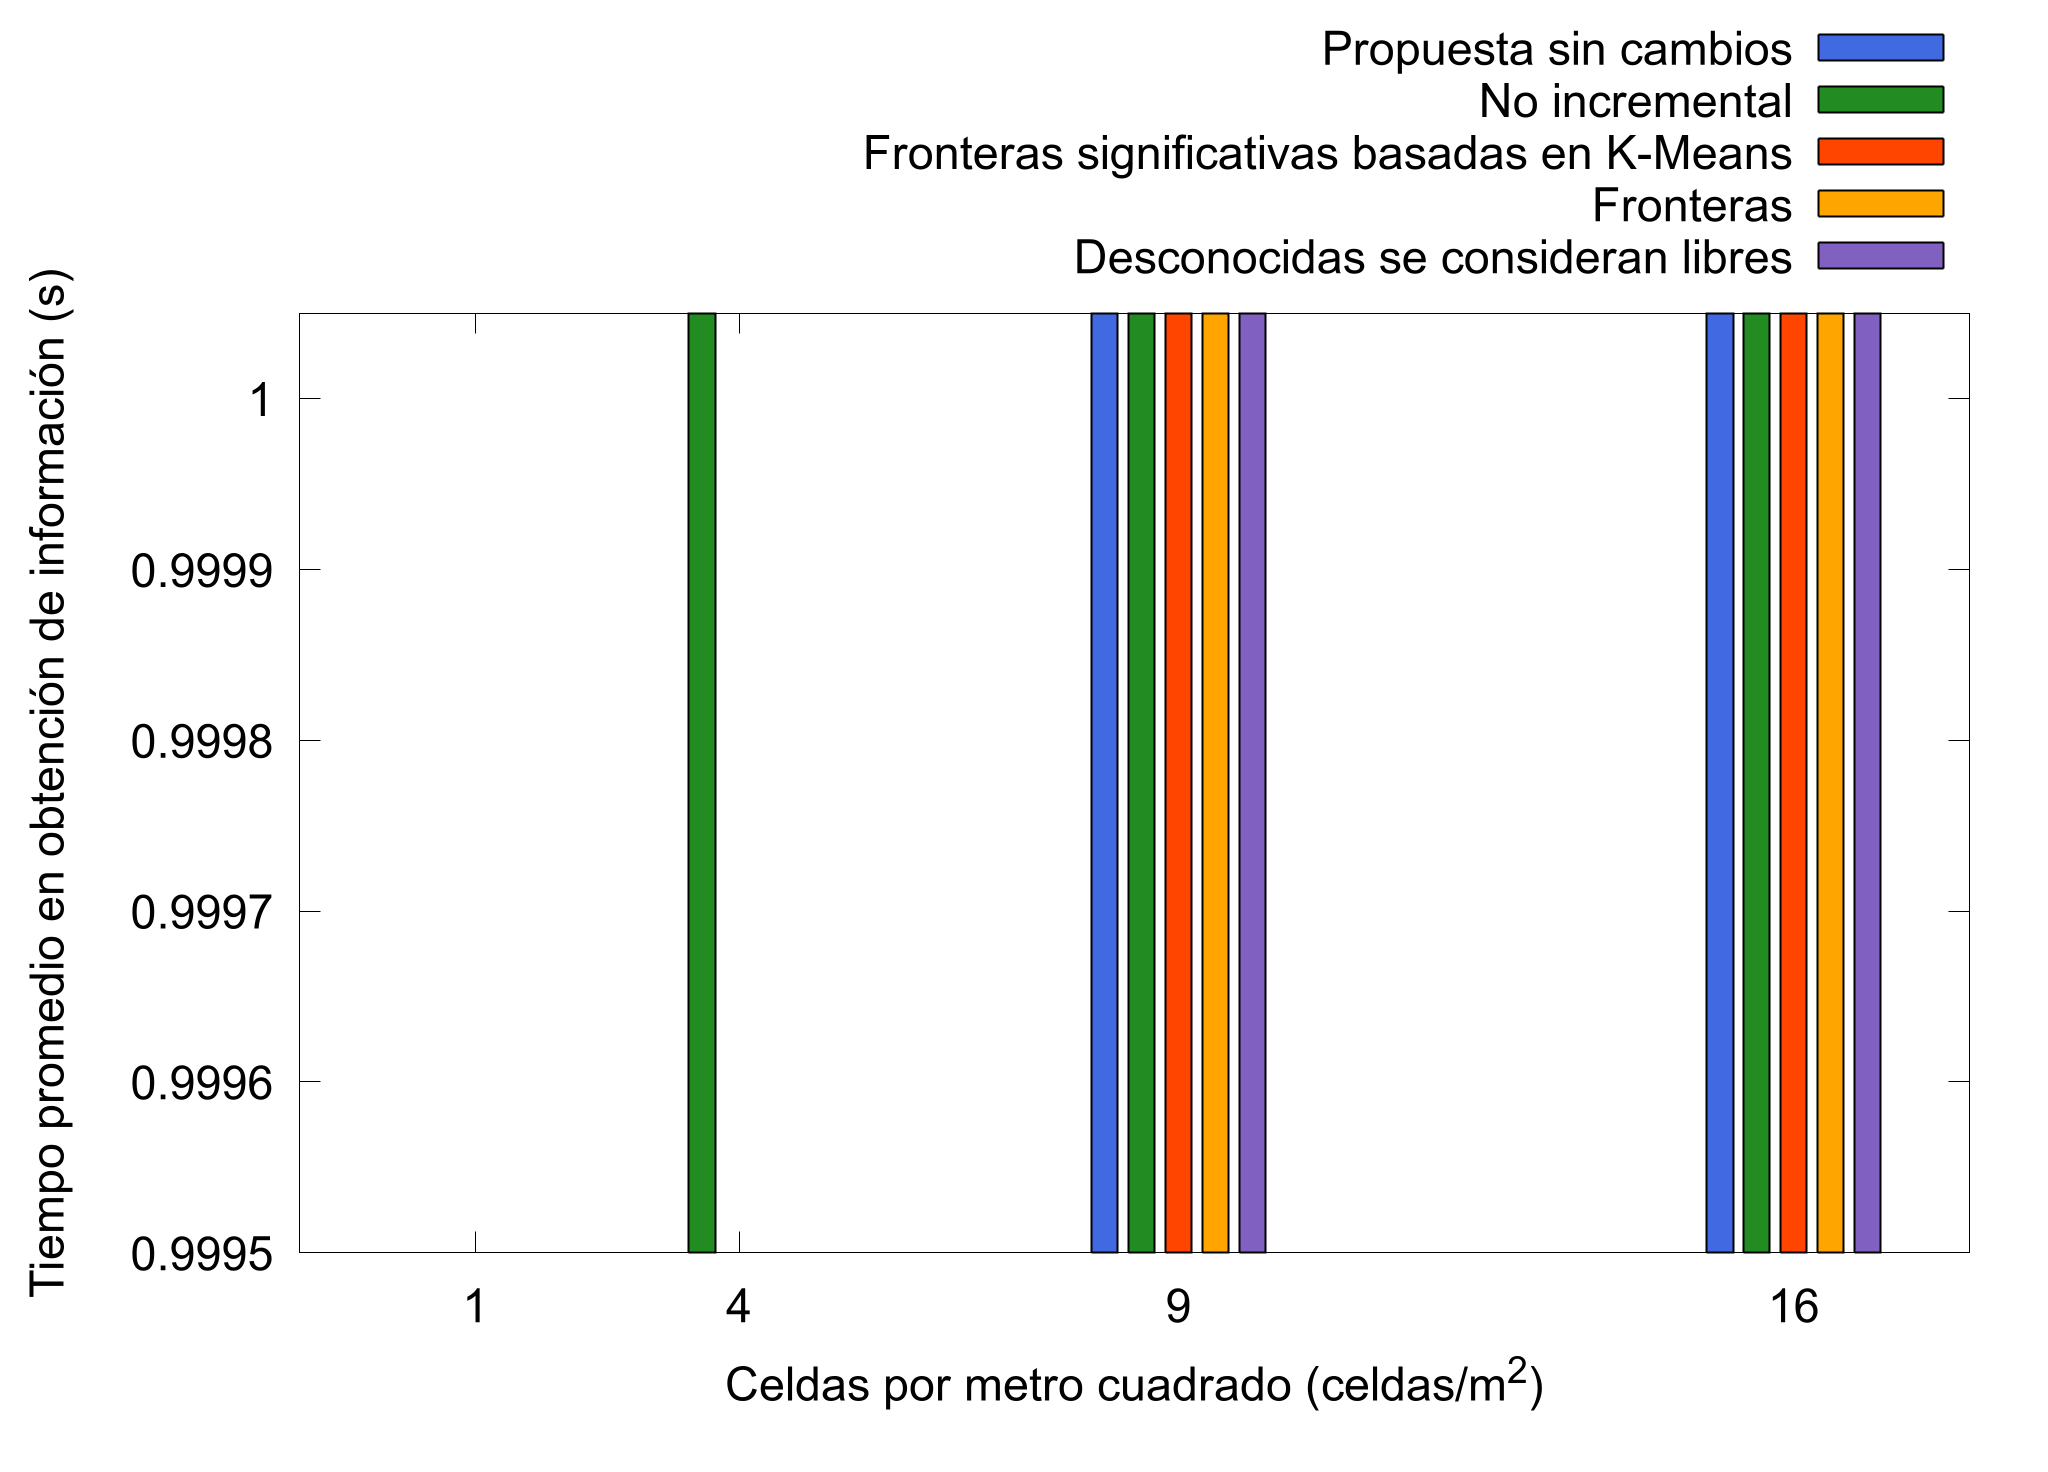 Propuesta sin cambios
No incremental
Fronteras significativas basadas en K-Means
Fronteras
Desconocidas se consideran libres
Tiempo promedio en obtención de información (s)
1
0.9999
0.9998
0.9997
0.9996
0.9995
1 4 9 16
Celdas por metro cuadrado (celdas/m²)